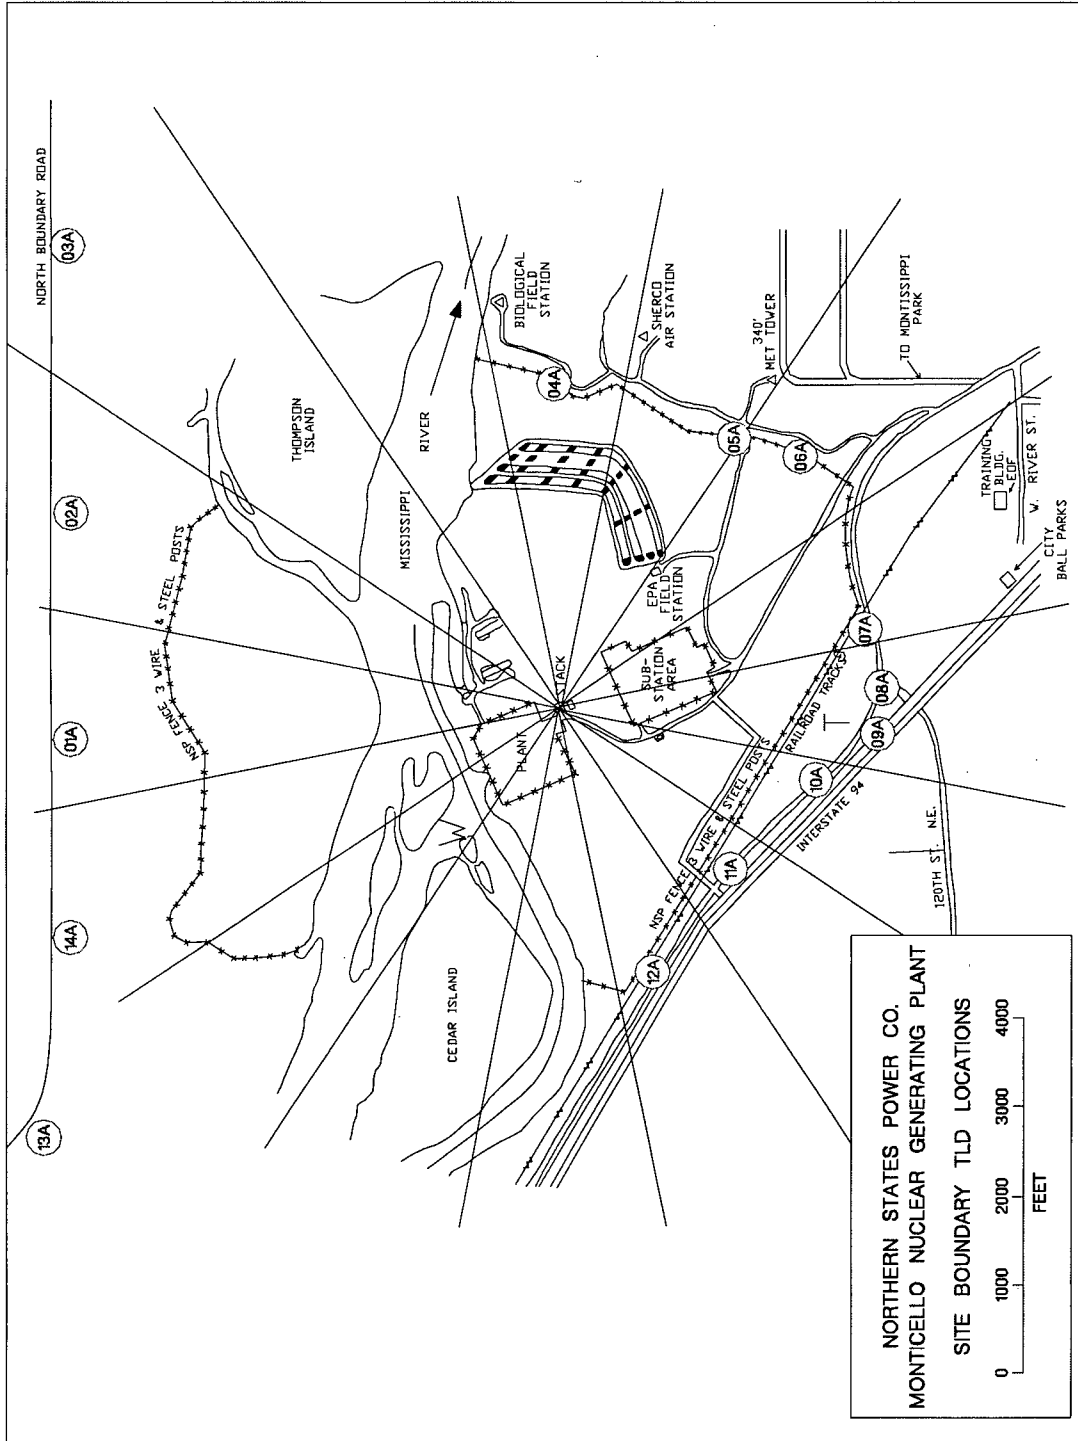 NORTH BOUNDARY ROAD
13A
14A
01A
02A
03A
NSP FENCE 3 WIRE
& STEEL POSTS
THOMPSON
ISLAND
MISSISSIPPI
RIVER
CEDAR ISLAND
PLANT
STACK
BIOLOGICAL
FIELD
STATION
04A
SHERCO
AIR STATION
EPA
FIELD
STATION
SUB-
STATION
AREA
05A
340'
MET TOWER
06A
TO MONTISSIPPI
PARK
12A
NSP FENCE 3 WIRE & STEEL POSTS
11A
RAILROAD TRACKS
10A
INTERSTATE 94
09A
08A
07A
120TH ST. N.E.
TRAINING
BLDG.
EOF
W. RIVER ST.
CITY
BALL PARKS
NORTHERN STATES POWER CO.
MONTICELLO NUCLEAR GENERATING PLANT
SITE BOUNDARY TLD LOCATIONS
0 1000 2000 3000 4000
FEET